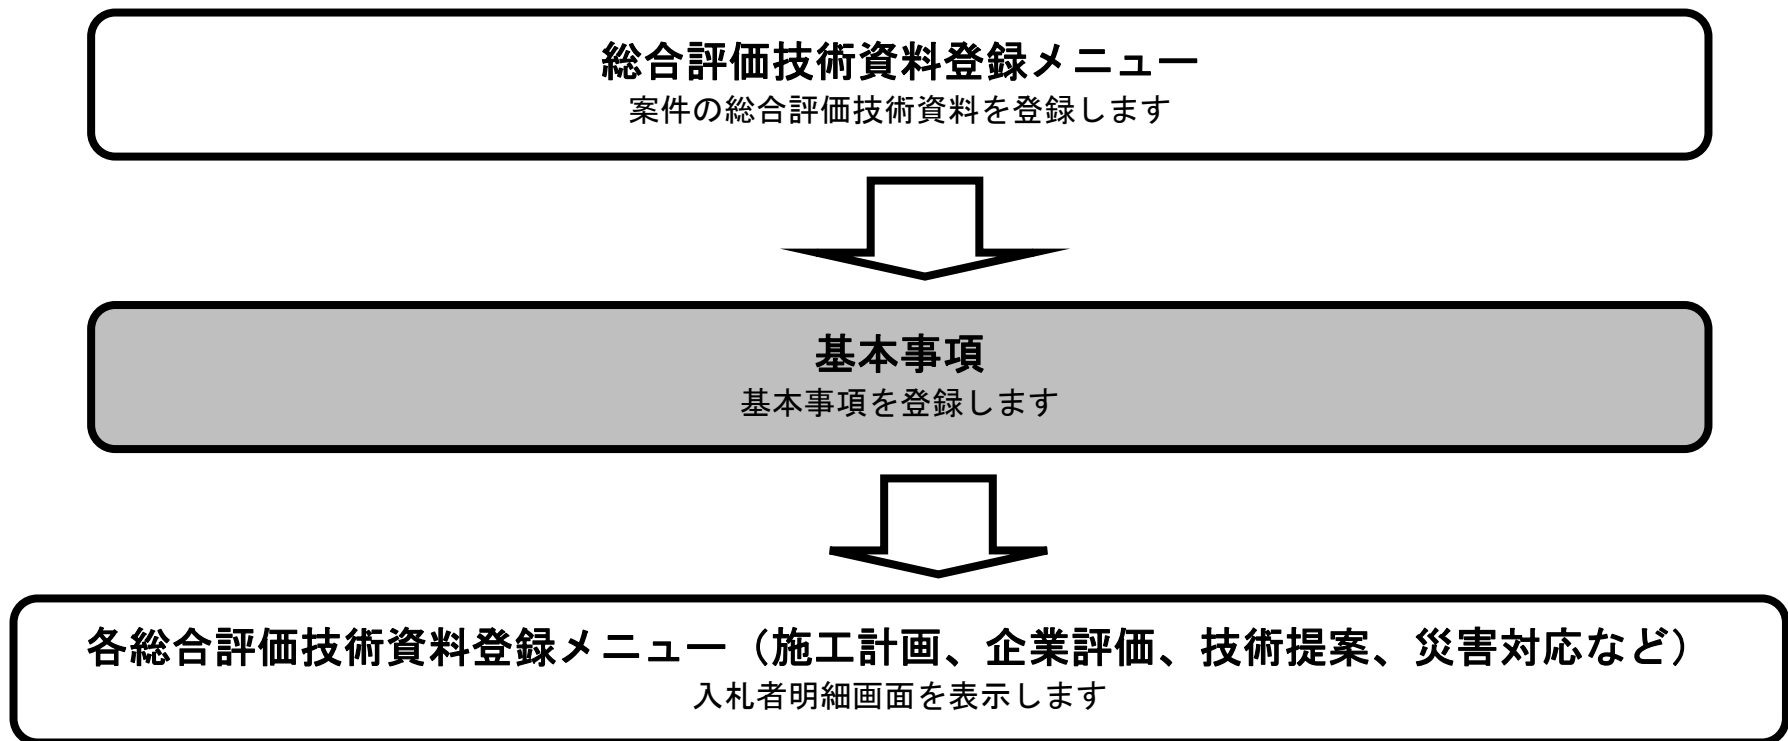 総合評価技術資料登録メニュー
案件の総合評価技術資料を登録します
基本事項
基本事項を登録します
各総合評価技術資料登録メニュー（施工計画、企業評価、技術提案、災害対応など）
入札者明細画面を表示します